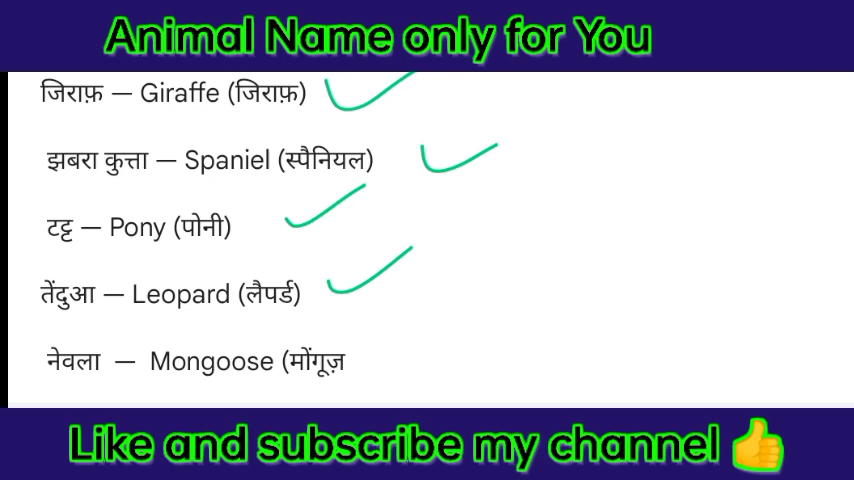 Animal Name only for You
जिराफ़ — Giraffe (जिराफ़)
झबरा कुत्ता — Spaniel (स्पैनियल)
टट्ट — Pony (पोनी)
तेंदुआ — Leopard (लैपर्ड)
नेवला — Mongoose (मोंगूज़
Like and subscribe my channel 👍